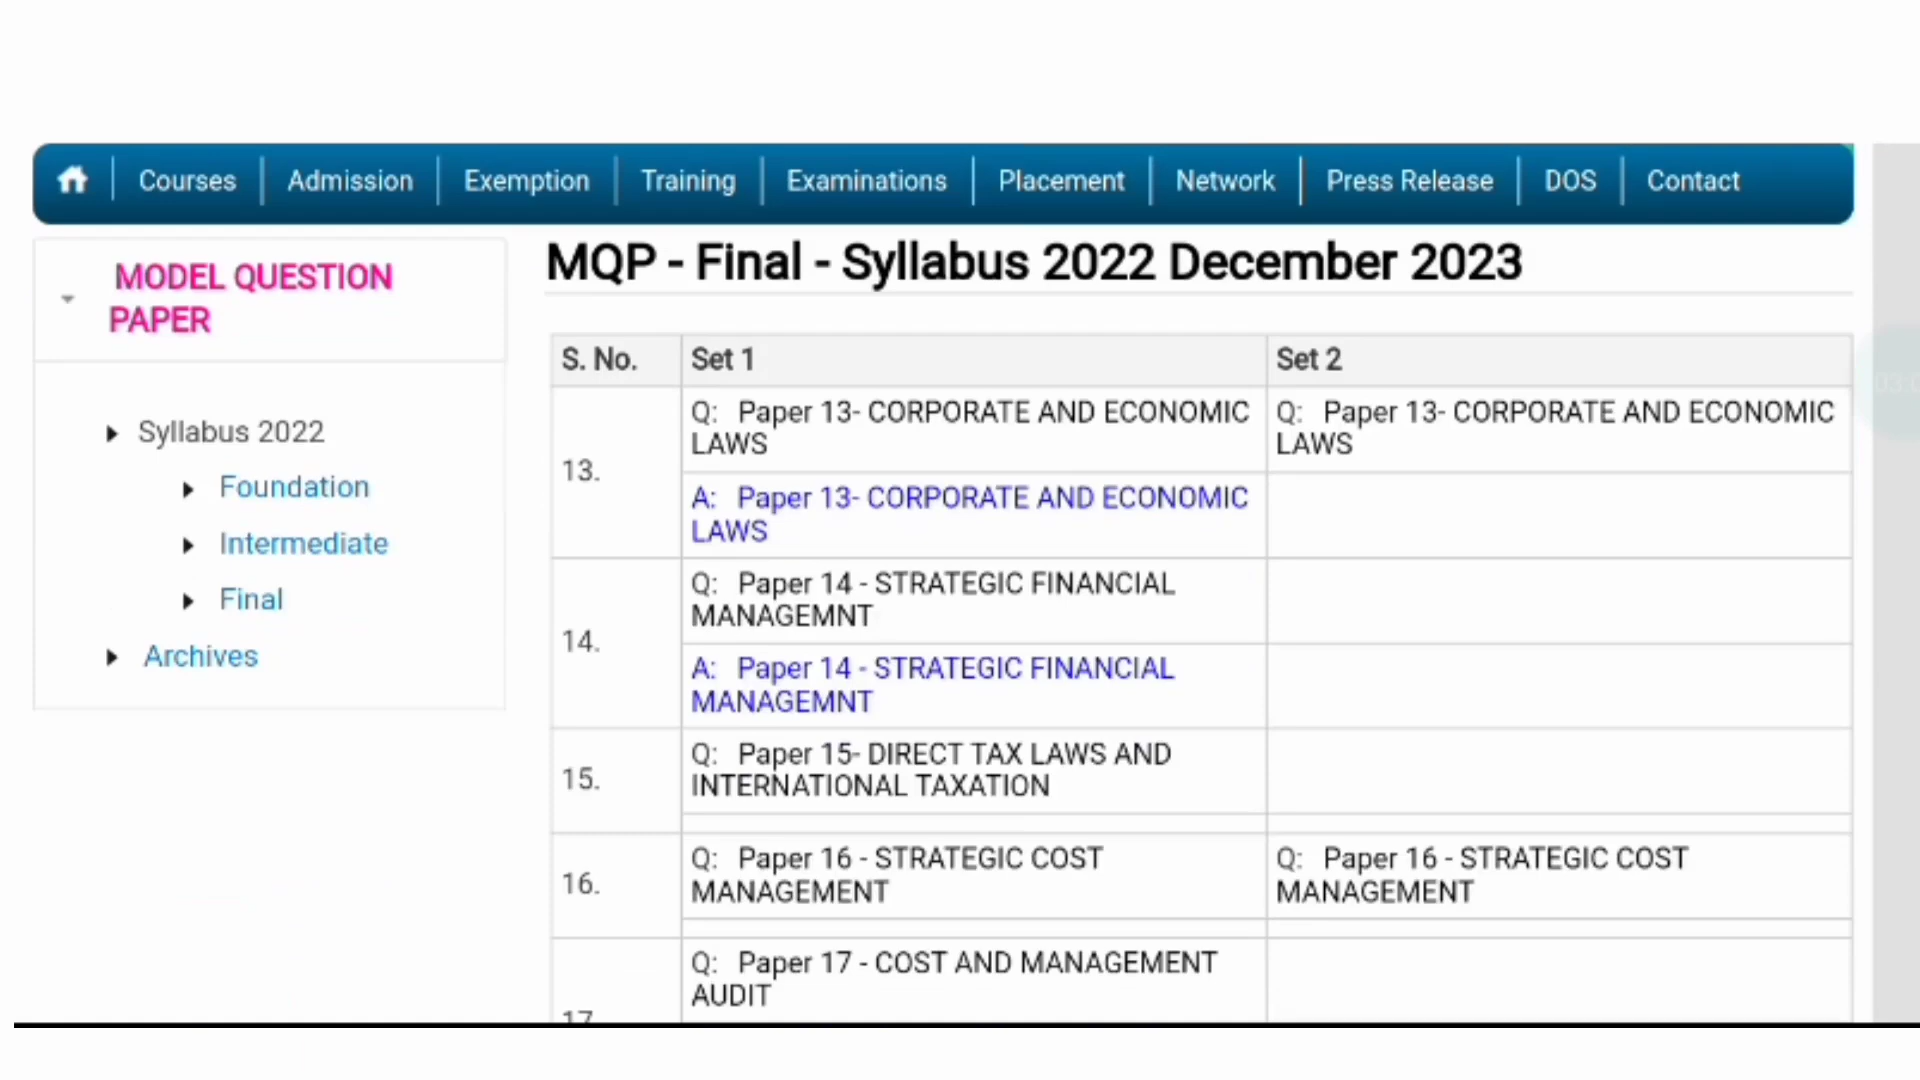 Courses Admission Exemption Training Examinations Placement Network Press Release DOS Contact
MODEL QUESTION
PAPER
Syllabus 2022
Foundation
Intermediate
Final
Archives
MQP - Final - Syllabus 2022 December 2023
S. No. Set 1 Set 2
13.
Q: Paper 13- CORPORATE AND ECONOMIC
LAWS
Q: Paper 13- CORPORATE AND ECONOMIC
LAWS
A: Paper 13- CORPORATE AND ECONOMIC
LAWS
14.
Q: Paper 14 - STRATEGIC FINANCIAL
MANAGEMNT
A: Paper 14 - STRATEGIC FINANCIAL
MANAGEMNT
15.
Q: Paper 15- DIRECT TAX LAWS AND
INTERNATIONAL TAXATION
16.
Q: Paper 16 - STRATEGIC COST
MANAGEMENT
Q: Paper 16 - STRATEGIC COST
MANAGEMENT
17
Q: Paper 17 - COST AND MANAGEMENT
AUDIT